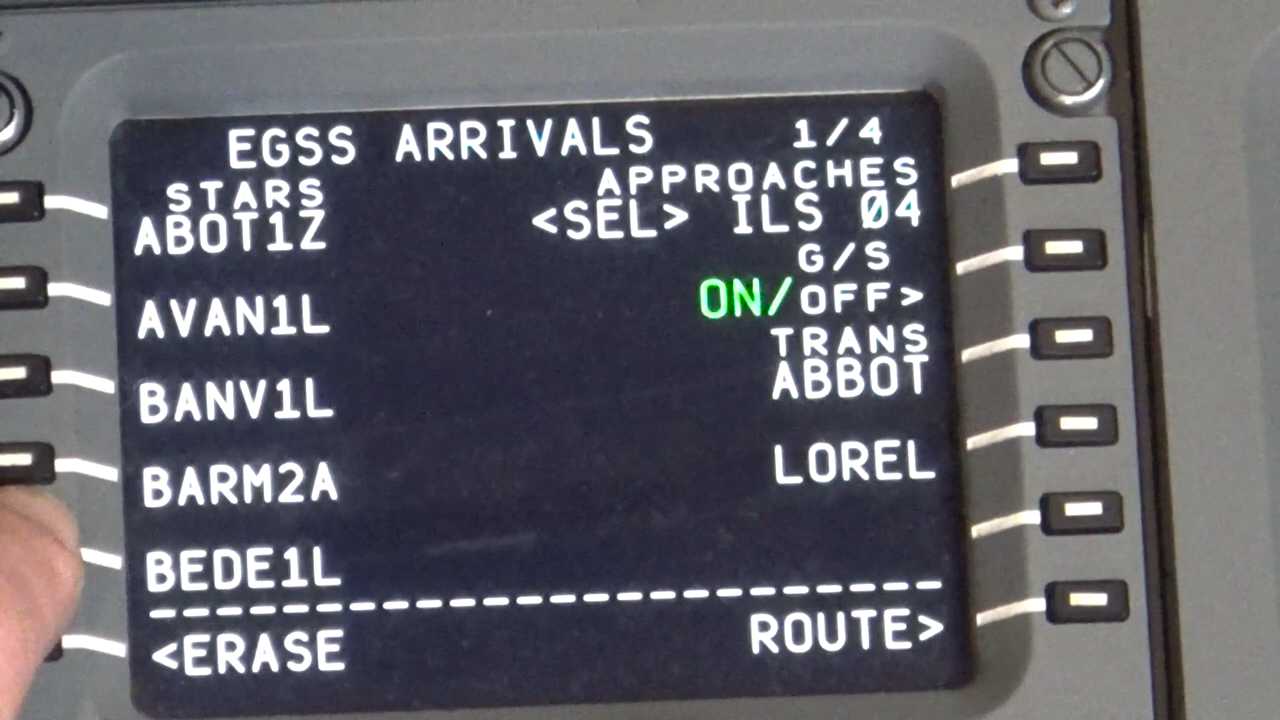 EGSS ARRIVALS 1/4
STARS APPROACHES
ABOT1Z <SEL> ILS 04
G/S
AVAN1L ON/OFF>
TRANS
BANV1L ABBOT
BARM2A LOREL
BEDE1L
------------------------
<ERASE ROUTE>